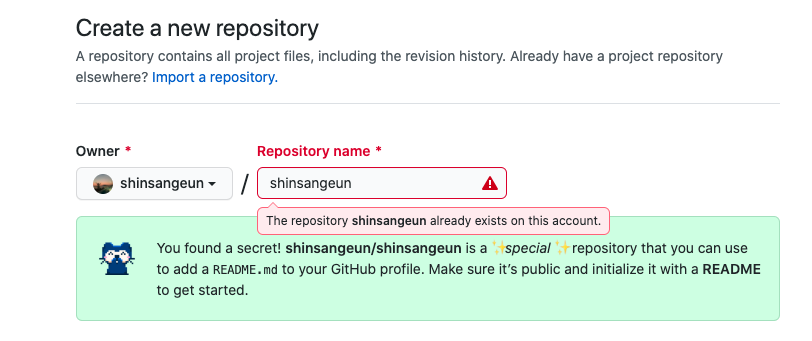 Create a new repository
A repository contains all project files, including the revision history. Already have a project repository
elsewhere? Import a repository.
Owner *
Repository name *
shinsangeun
/
shinsangeun
The repository shinsangeun already exists on this account.
You found a secret! shinsangeun/shinsangeun is a ✨special✨ repository that you can use
to add a README.md to your GitHub profile. Make sure it’s public and initialize it with a README
to get started.